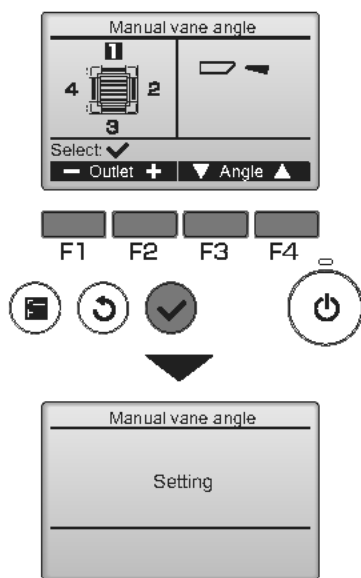 Manual vane angle
1
4 2
3
Select: ✔
− Outlet + ▼ Angle ▲
F1 F2 F3 F4
Manual vane angle
Setting